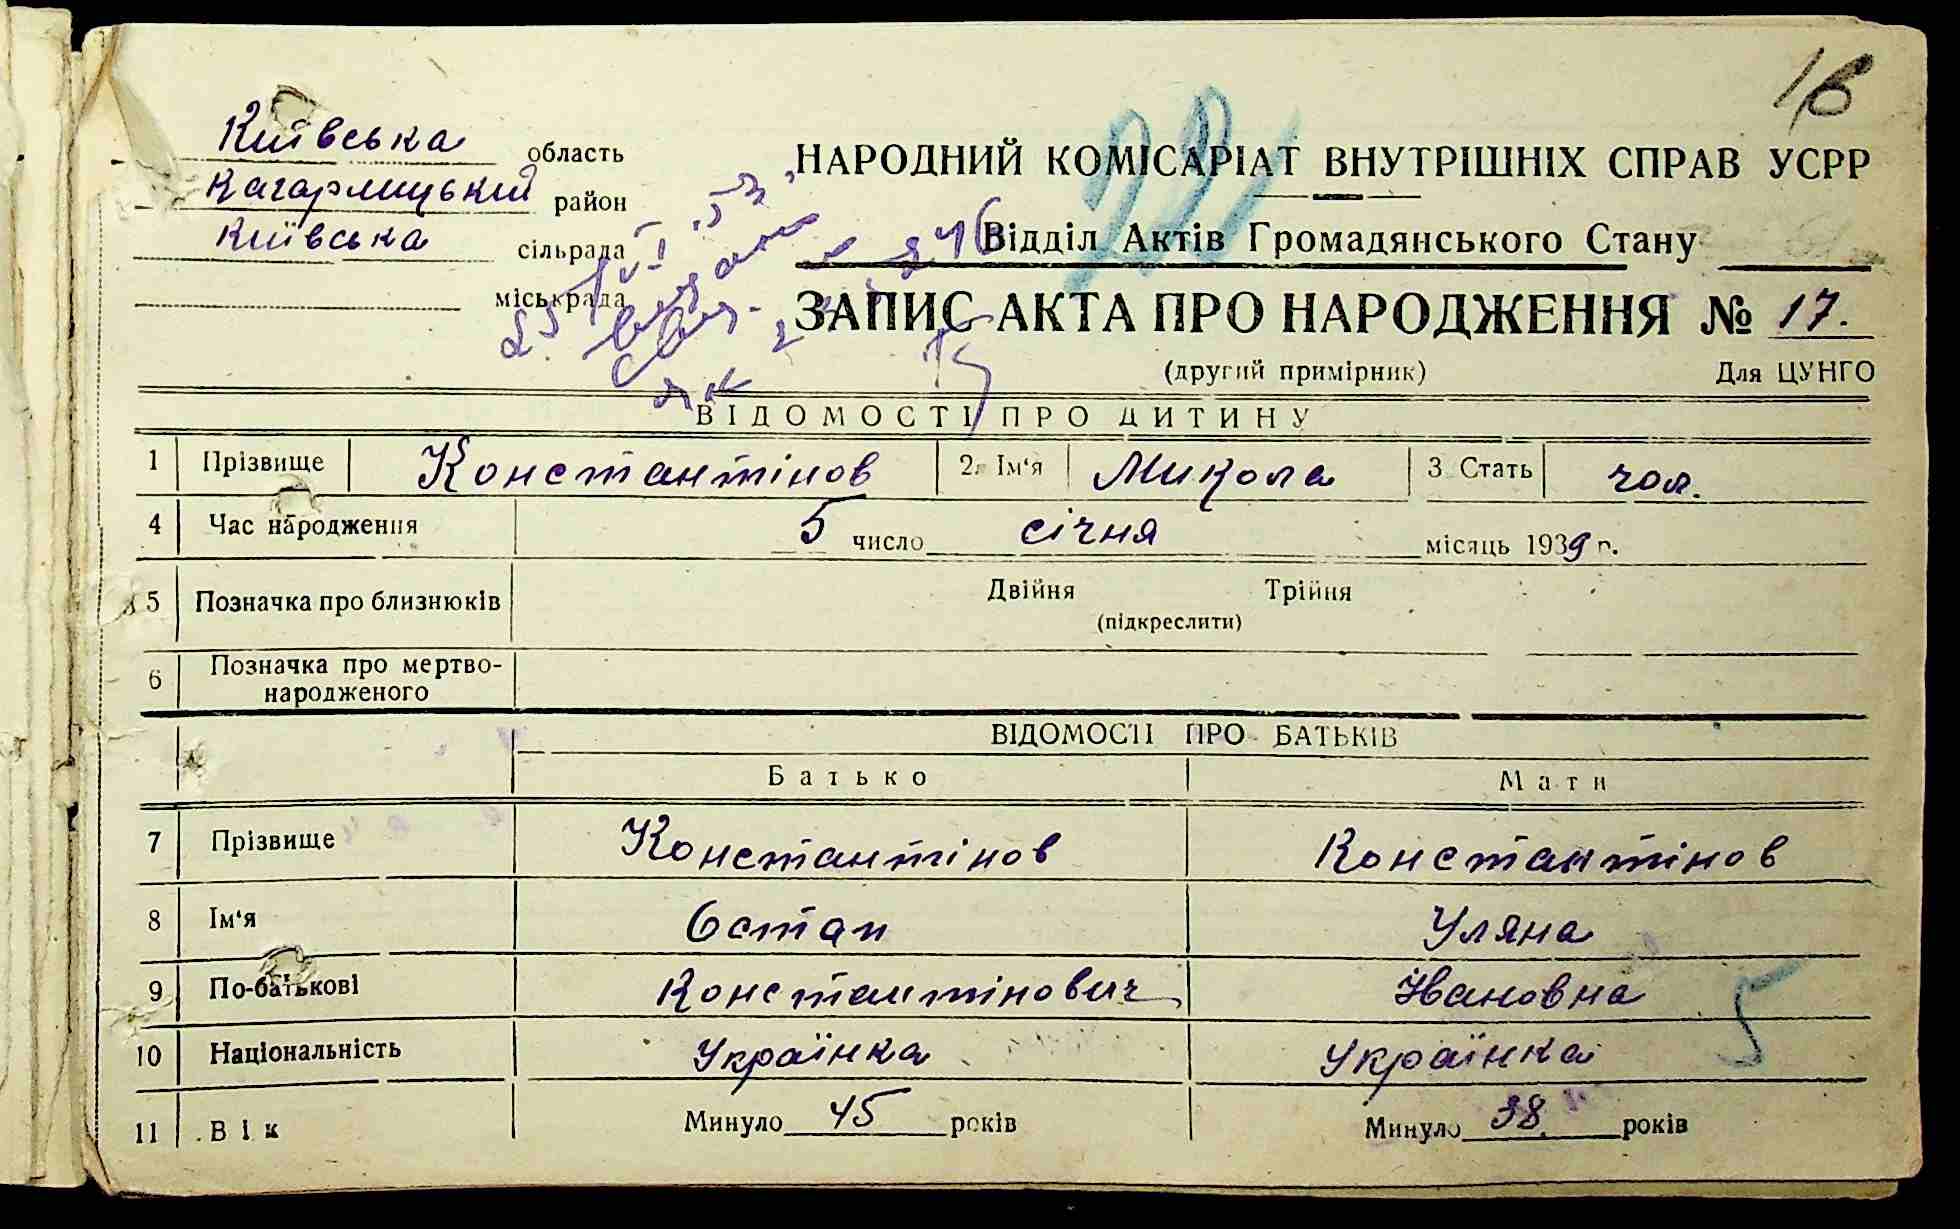 16
Київська область
Кагарлицький район
Київська сільрада
міськрада
НАРОДНИЙ КОМІСАРІАТ ВНУТРІШНІХ СПРАВ УСРР
Відділ Актів Громадянського Стану
ЗАПИС АКТА ПРО НАРОДЖЕННЯ № 17.
(другий примірник) Для ЦУНГО
ВІДОМОСТІ ПРО ДИТИНУ
1 Прізвище Константінов 2. Ім'я Микола 3 Стать чол.
4 Час народження 5 число січня місяць 1939 р.
5 Позначка про близнюків Двійня Трійня
(підкреслити)
6 Позначка про мертво-
народженого
ВІДОМОСТІ ПРО БАТЬКІВ
Батько Мати
7 Прізвище Константінов Константінов
8 Ім'я Остап Уляна
9 По-батькові Константінович Івановна
10 Національність Українка Українка
5
11 Вік Минуло 45 років Минуло 38. років